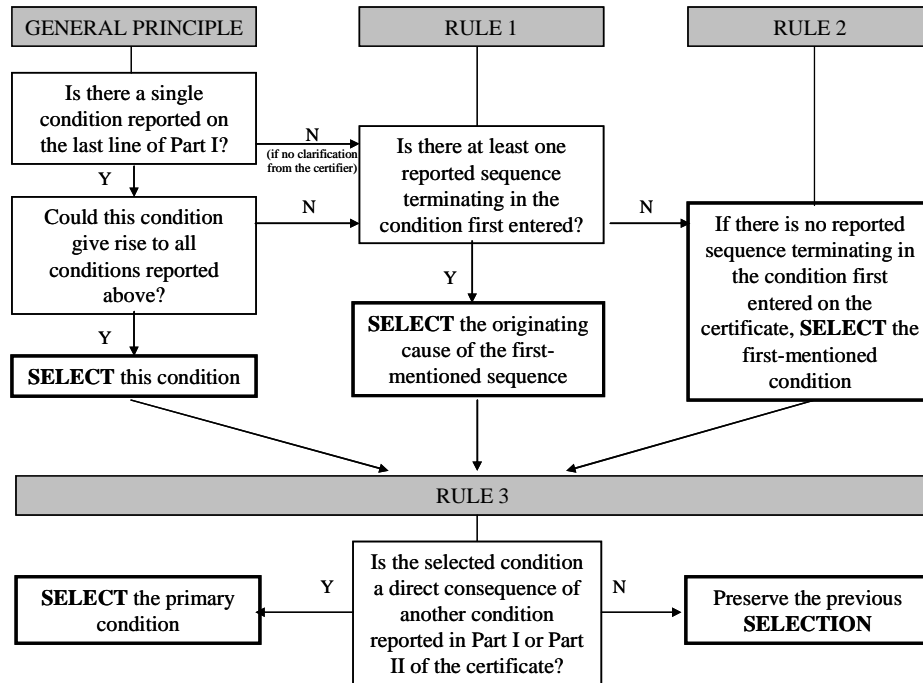 GENERAL PRINCIPLE
Is there a single
condition reported on
the last line of Part I?
Y
N
(if no clarification
from the certifier)
Could this condition
give rise to all
conditions reported
above?
N
Y
SELECT this condition
RULE 1
Is there at least one
reported sequence
terminating in the
condition first entered?
N
Y
SELECT the originating
cause of the first-
mentioned sequence
RULE 2
If there is no reported
sequence terminating in
the condition first
entered on the
certificate, SELECT the
first-mentioned
condition
RULE 3
Is the selected condition
a direct consequence of
another condition
reported in Part I or Part
II of the certificate?
Y
SELECT the primary
condition
N
Preserve the previous
SELECTION